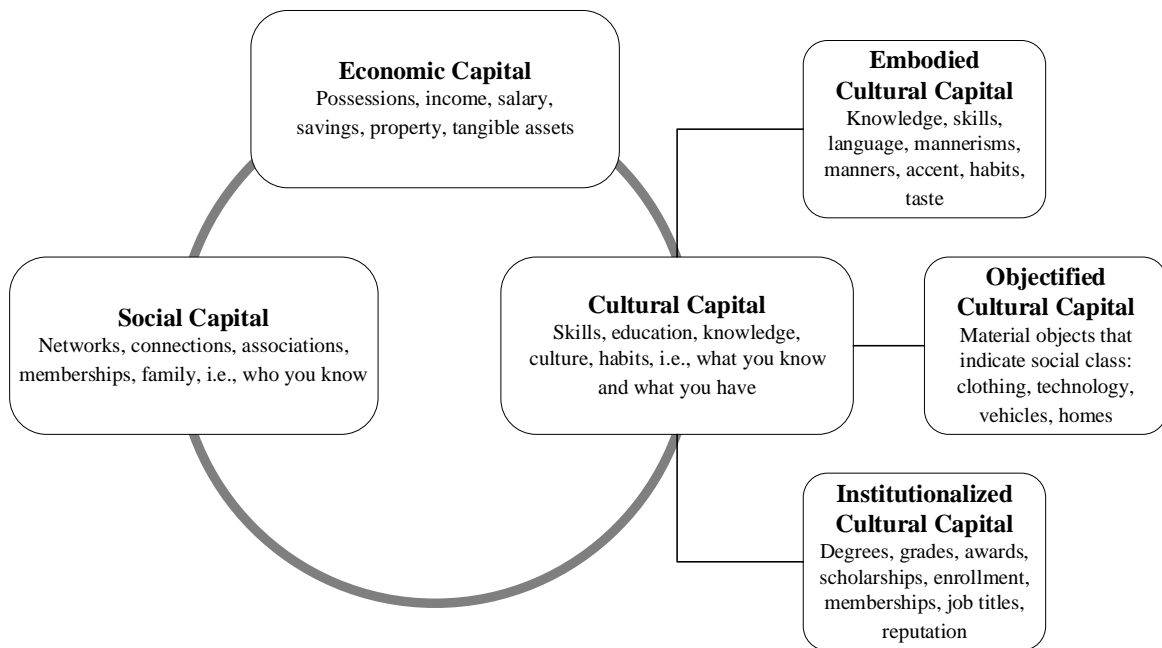 Economic Capital
Possessions, income, salary,
savings, property, tangible assets
Social Capital
Networks, connections, associations,
memberships, family, i.e., who you know
Cultural Capital
Skills, education, knowledge,
culture, habits, i.e., what you know
and what you have
Embodied
Cultural Capital
Knowledge, skills,
language, mannerisms,
manners, accent, habits,
taste
Objectified
Cultural Capital
Material objects that
indicate social class:
clothing, technology,
vehicles, homes
Institutionalized
Cultural Capital
Degrees, grades, awards,
scholarships, enrollment,
memberships, job titles,
reputation